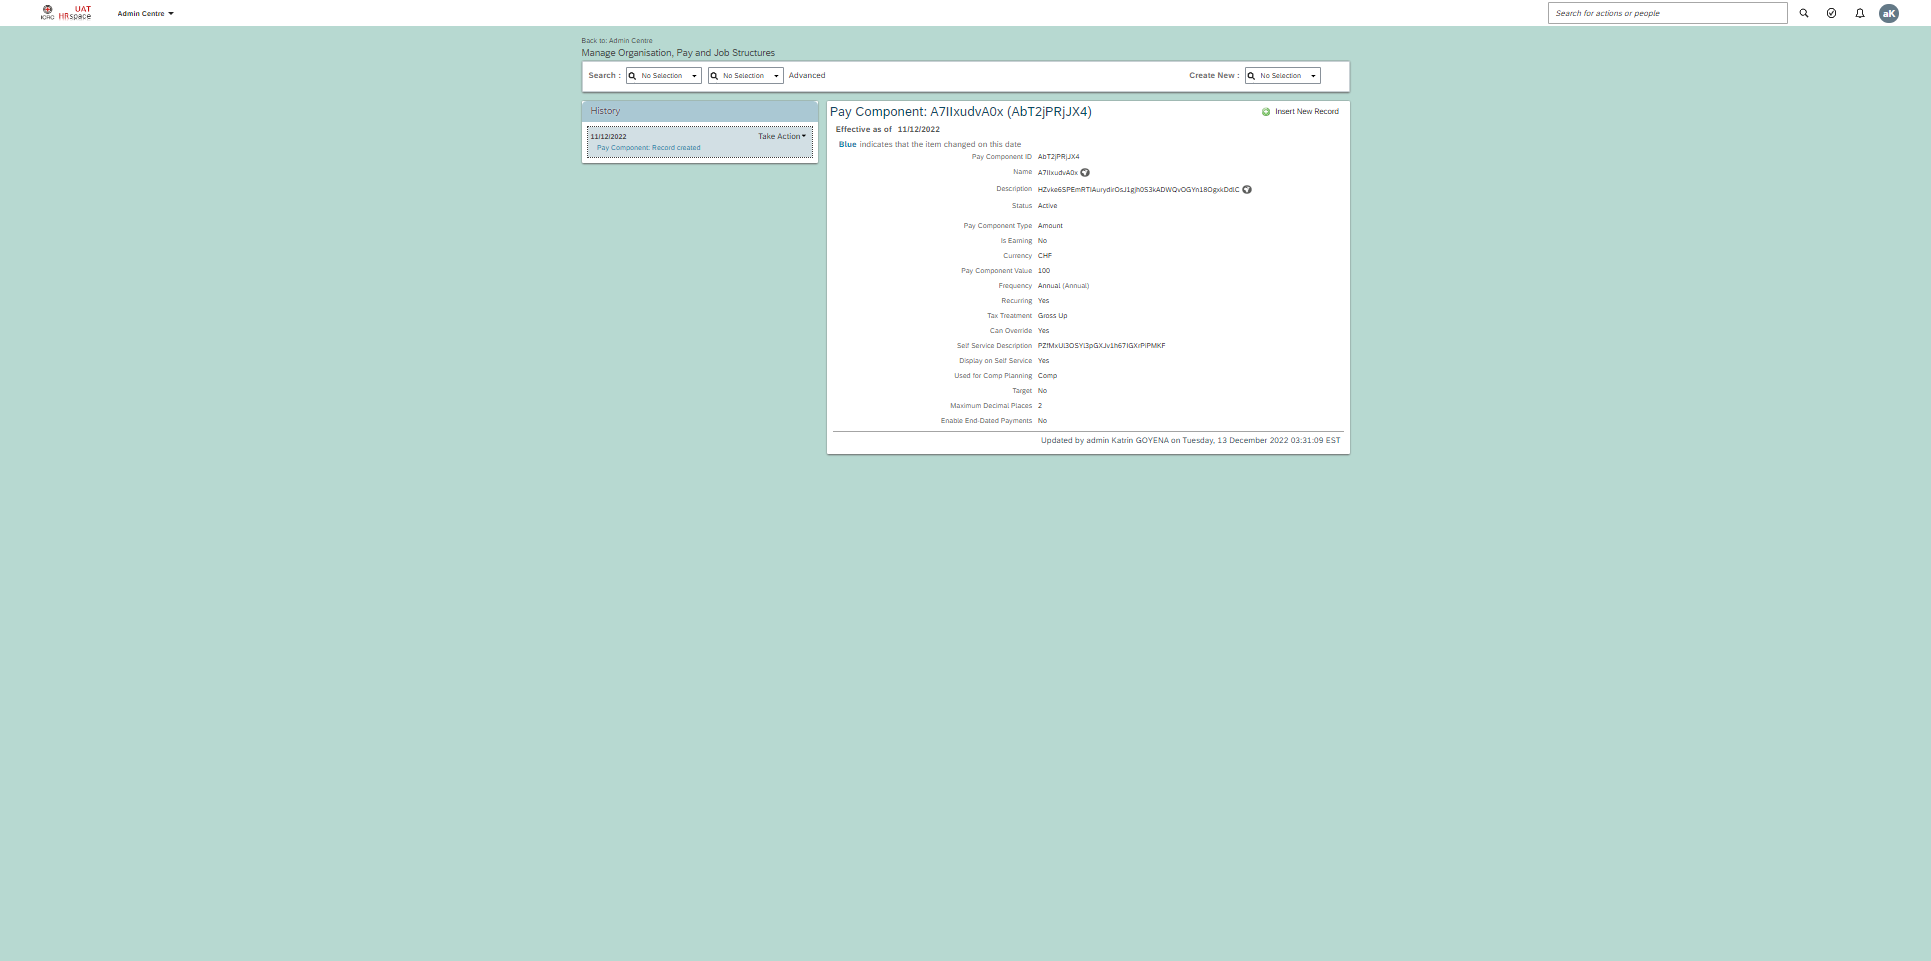 ICRC
UAT
HRspace
Admin Centre
Search for actions or people
aK
Back to: Admin Centre
Manage Organisation, Pay and Job Structures
Search : No Selection No Selection Advanced
Create New : No Selection
History
11/12/2022 Take Action
Pay Component: Record created
Pay Component: A7IIxudvA0x (AbT2jPRjJX4)
Insert New Record
Effective as of 11/12/2022
Blue indicates that the item changed on this date
Pay Component ID AbT2jPRjJX4
Name A7IIxudvA0x
Description
Status Active
Pay Component Type Amount
Is Earning No
Currency CHF
Pay Component Value 100
Frequency Annual (Annual)
Recurring Yes
Tax Treatment Gross Up
Can Override Yes
Self Service Description
Display on Self Service Yes
Used for Comp Planning Comp
Target No
Maximum Decimal Places 2
Enable End-Dated Payments No
Updated by admin Katrin GOYENA on Tuesday, 13 December 2022 03:31:09 EST